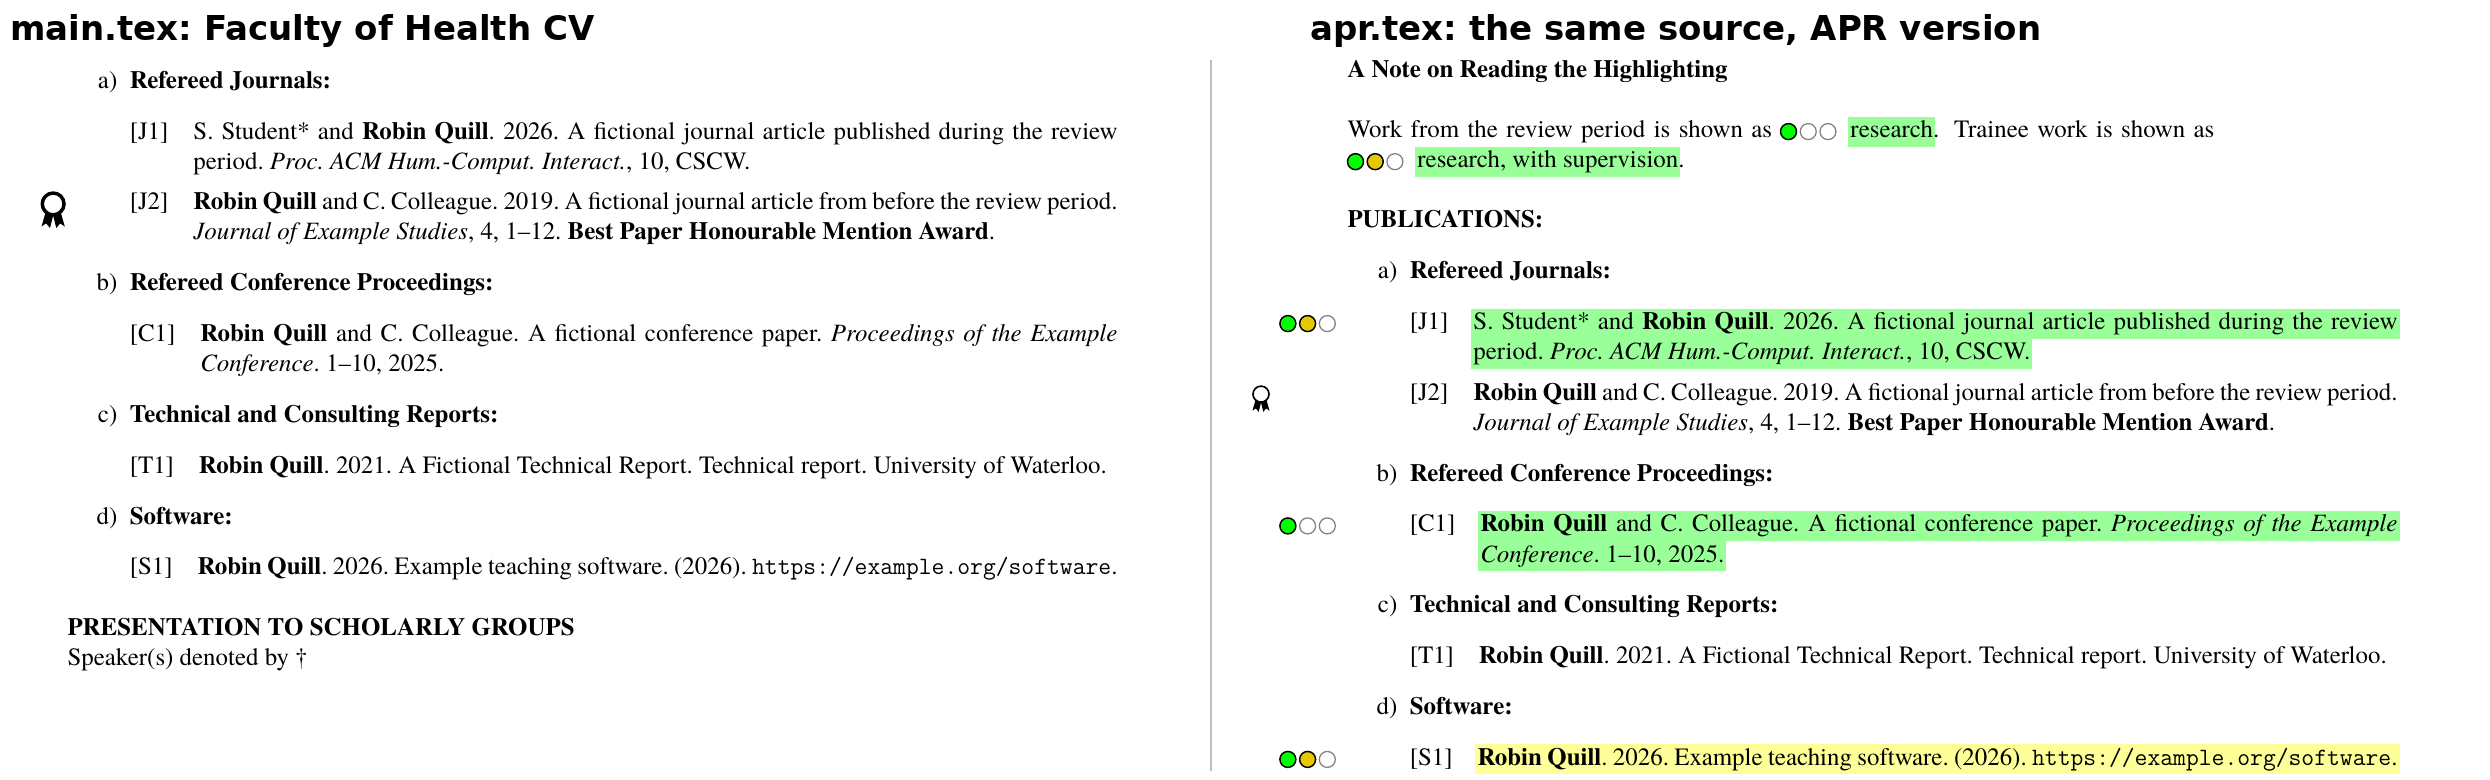 main.tex: Faculty of Health CV
a) Refereed Journals:
[J1] S. Student* and Robin Quill. 2026. A fictional journal article published during the review
period. Proc. ACM Hum.-Comput. Interact., 10, CSCW.
[J2] Robin Quill and C. Colleague. 2019. A fictional journal article from before the review period.
Journal of Example Studies, 4, 1–12. Best Paper Honourable Mention Award.
b) Refereed Conference Proceedings:
[C1] Robin Quill and C. Colleague. A fictional conference paper. Proceedings of the Example
Conference. 1–10, 2025.
c) Technical and Consulting Reports:
[T1] Robin Quill. 2021. A Fictional Technical Report. Technical report. University of Waterloo.
d) Software:
[S1] Robin Quill. 2026. Example teaching software. (2026). https://example.org/software.
PRESENTATION TO SCHOLARLY GROUPS
Speaker(s) denoted by †
apr.tex: the same source, APR version
A Note on Reading the Highlighting
Work from the review period is shown as research. Trainee work is shown as
research, with supervision.
PUBLICATIONS:
a) Refereed Journals:
[J1] S. Student* and Robin Quill. 2026. A fictional journal article published during the review
period. Proc. ACM Hum.-Comput. Interact., 10, CSCW.
[J2] Robin Quill and C. Colleague. 2019. A fictional journal article from before the review period.
Journal of Example Studies, 4, 1–12. Best Paper Honourable Mention Award.
b) Refereed Conference Proceedings:
[C1] Robin Quill and C. Colleague. A fictional conference paper. Proceedings of the Example
Conference. 1–10, 2025.
c) Technical and Consulting Reports:
[T1] Robin Quill. 2021. A Fictional Technical Report. Technical report. University of Waterloo.
d) Software:
[S1] Robin Quill. 2026. Example teaching software. (2026). https://example.org/software.